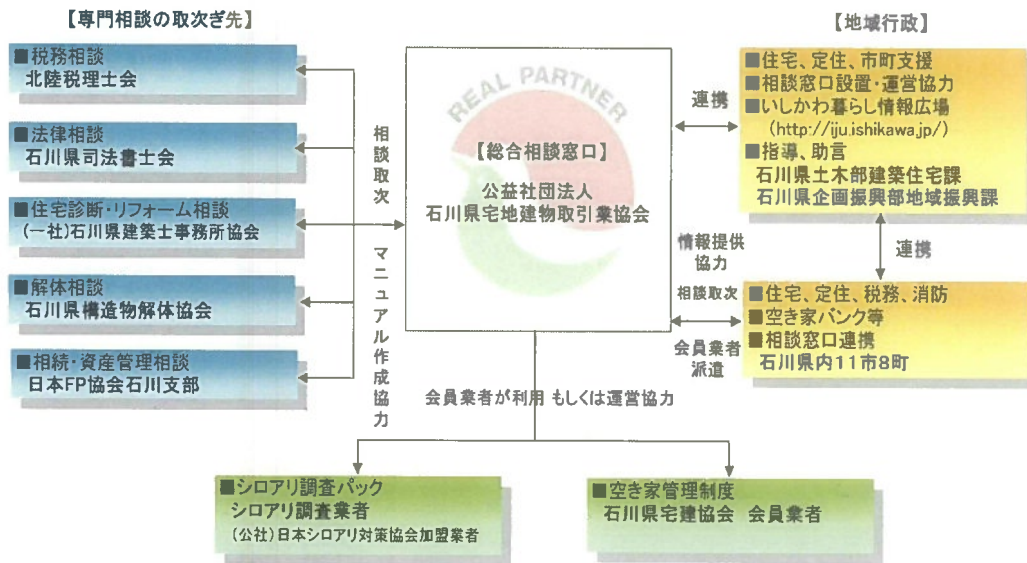 【専門相談の取次ぎ先】
■税務相談
北陸税理士会
■法律相談
石川県司法書士会
■住宅診断・リフォーム相談
(一社)石川県建築士事務所協会
■解体相談
石川県構造物解体協会
■相続・資産管理相談
日本FP協会石川支部
相談取次
マニュアル作成協力
REAL PARTNER
【総合相談窓口】
公益社団法人
石川県宅地建物取引業協会
連携
情報提供
協力
相談取次
会員業者
派遣
【地域行政】
■住宅、定住、市町支援
■相談窓口設置・運営協力
■いしかわ暮らし情報広場
(http://iju.ishikawa.jp/)
■指導、助言
石川県土木部建築住宅課
石川県企画振興部地域振興課
連携
■住宅、定住、税務、消防
■空き家バンク等
■相談窓口連携
石川県内11市8町
会員業者が利用 もしくは運営協力
■シロアリ調査パック
シロアリ調査業者
(公社)日本シロアリ対策協会加盟業者
■空き家管理制度
石川県宅建協会 会員業者